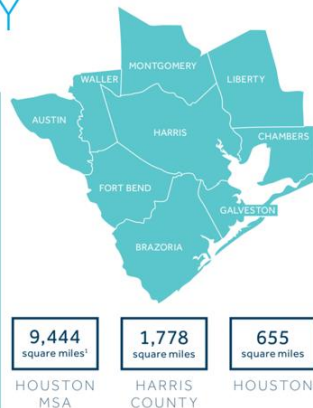 Y
MONTGOMERY
WALLER
LIBERTY
AUSTIN
HARRIS
CHAMBERS
FORT BEND
GALVESTON
BRAZORIA
9,444
square miles¹
HOUSTON
MSA
1,778
square miles
HARRIS
COUNTY
655
square miles
HOUSTON